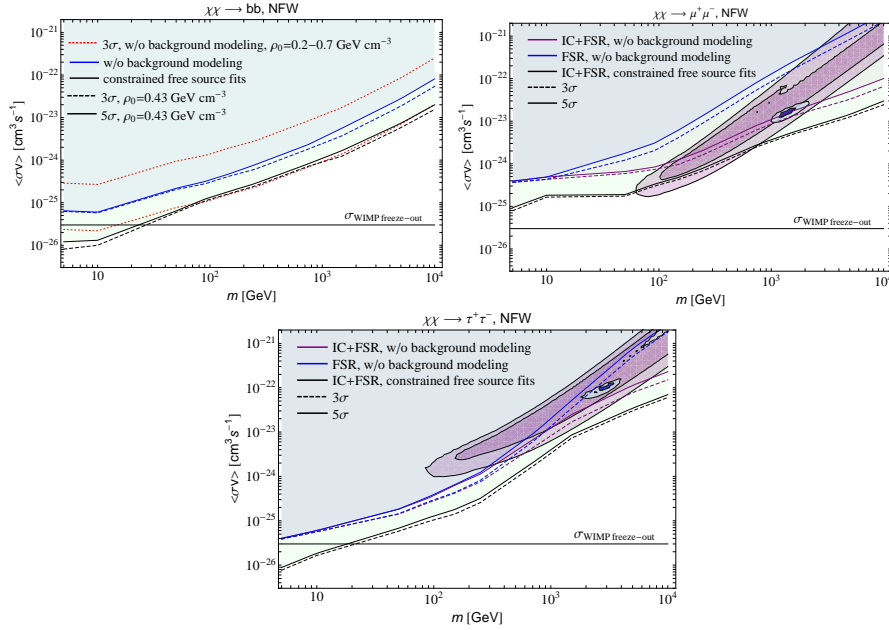 χχ → bb, NFW
10⁻²¹
10⁻²²
10⁻²³
10⁻²⁴
10⁻²⁵
10⁻²⁶
<σv> [cm³s⁻¹]
3σ, w/o background modeling, ρ₀=0.2−0.7 GeV cm⁻³
w/o background modeling
constrained free source fits
3σ, ρ₀=0.43 GeV cm⁻³
5σ, ρ₀=0.43 GeV cm⁻³
σWIMP freeze−out
10
10²
10³
10⁴
m [GeV]
χχ → μ⁺μ⁻, NFW
10⁻²¹
10⁻²²
10⁻²³
10⁻²⁴
10⁻²⁵
10⁻²⁶
<σv> [cm³s⁻¹]
IC+FSR, w/o background modeling
FSR, w/o background modeling
IC+FSR, constrained free source fits
3σ
5σ
σWIMP freeze−out
10
10²
10³
10⁴
m [GeV]
χχ → τ⁺τ⁻, NFW
10⁻²¹
10⁻²²
10⁻²³
10⁻²⁴
10⁻²⁵
10⁻²⁶
<σv> [cm³s⁻¹]
IC+FSR, w/o background modeling
FSR, w/o background modeling
IC+FSR, constrained free source fits
3σ
5σ
σWIMP freeze−out
10
10²
10³
10⁴
m [GeV]